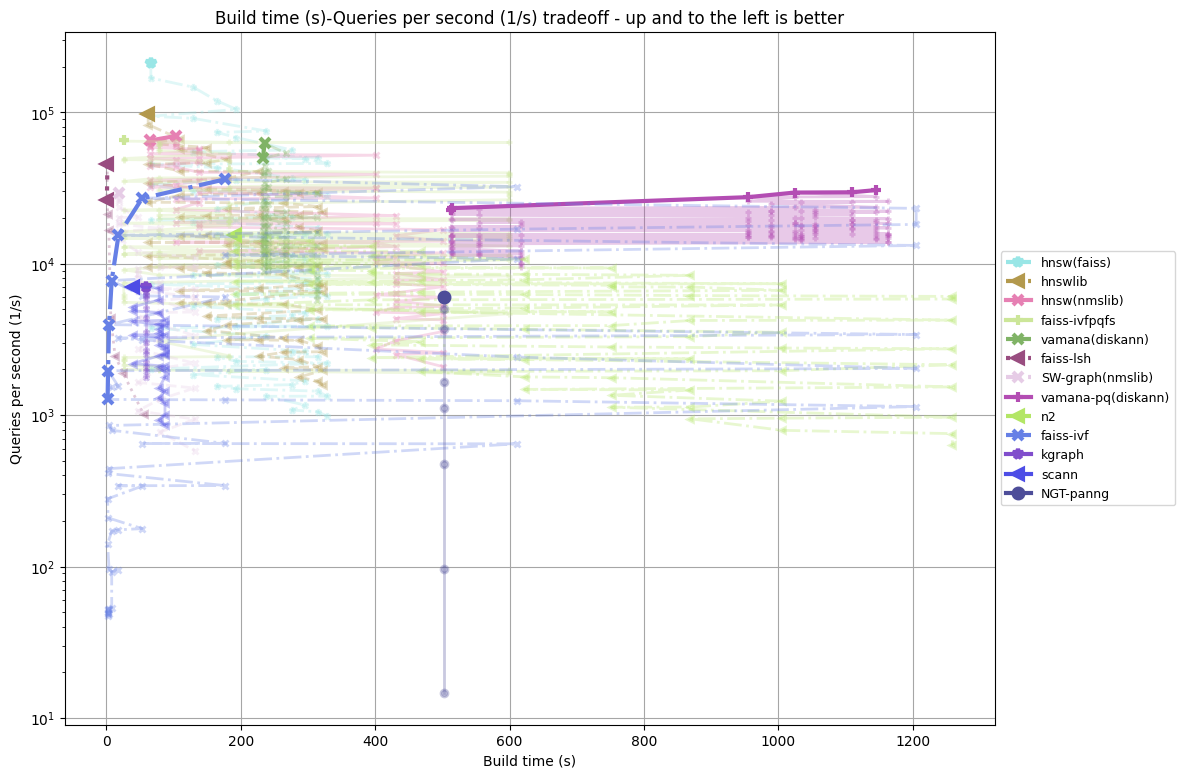 Build time (s)-Queries per second (1/s) tradeoff - up and to the left is better
Queries per second (1/s)
10^5
10^4
10^3
10^2
10^1
0 200 400 600 800 1000 1200
Build time (s)
hnsw(faiss)
hnswlib
hnsw(nmslib)
faiss-ivfpqfs
vamana(diskann)
faiss-lsh
SW-graph(nmslib)
vamana-pq(diskann)
n2
faiss-ivf
kgraph
scann
NGT-panng